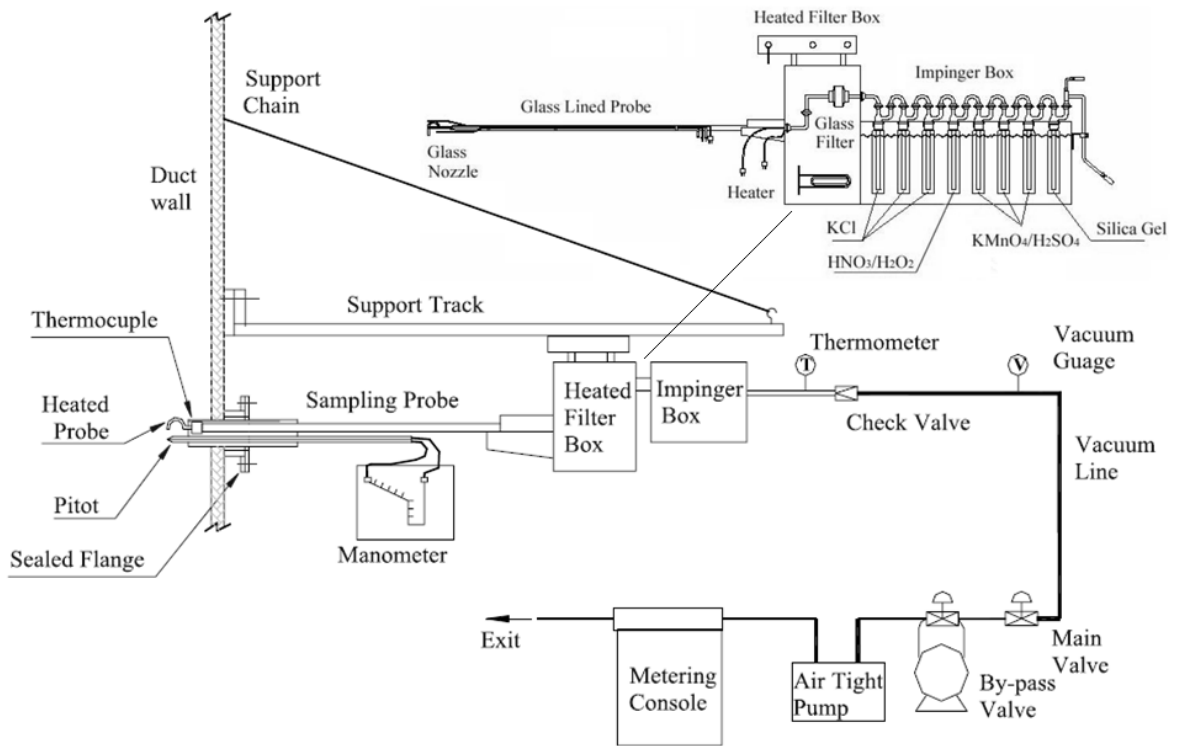 Heated Filter Box
Support
Chain
Impinger Box
Glass Lined Probe
Glass
Filter
Glass
Nozzle
Duct
wall
Heater
KCl
KMnO4/H2SO4
Silica Gel
HNO3/H2O2
Support Track
Thermocuple
Thermometer
Vacuum
Guage
T
V
Heated
Probe
Sampling Probe
Heated
Filter
Box
Impinger
Box
Check Valve
Vacuum
Line
Pitot
Manometer
Sealed Flange
Exit
Main
Valve
Metering
Console
Air Tight
Pump
By-pass
Valve